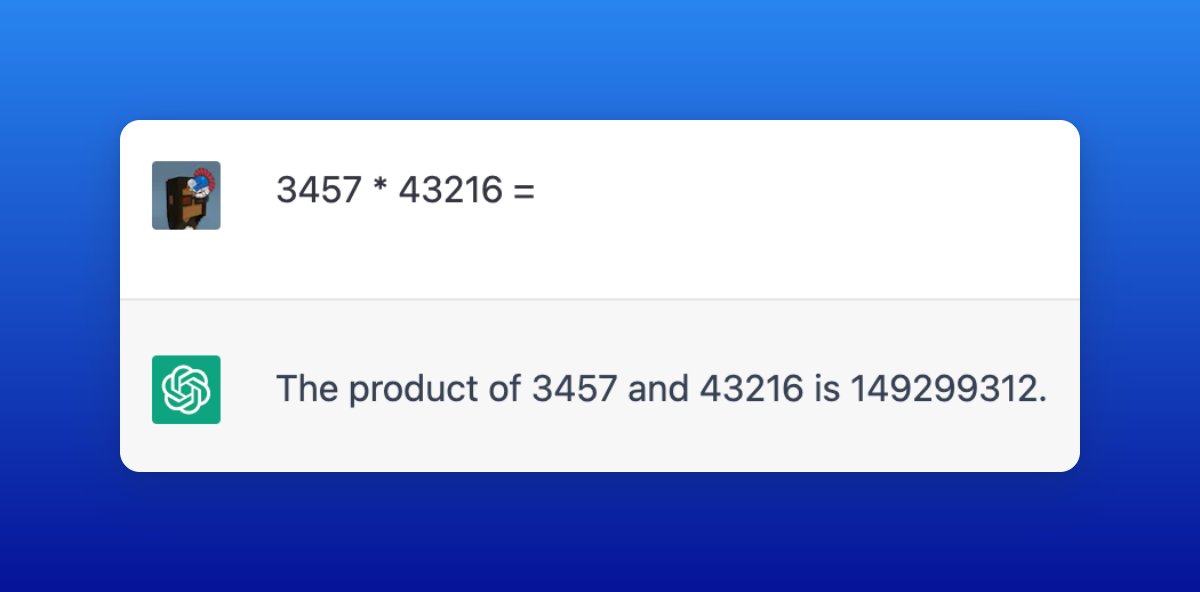 3457 * 43216 =
The product of 3457 and 43216 is 149299312.